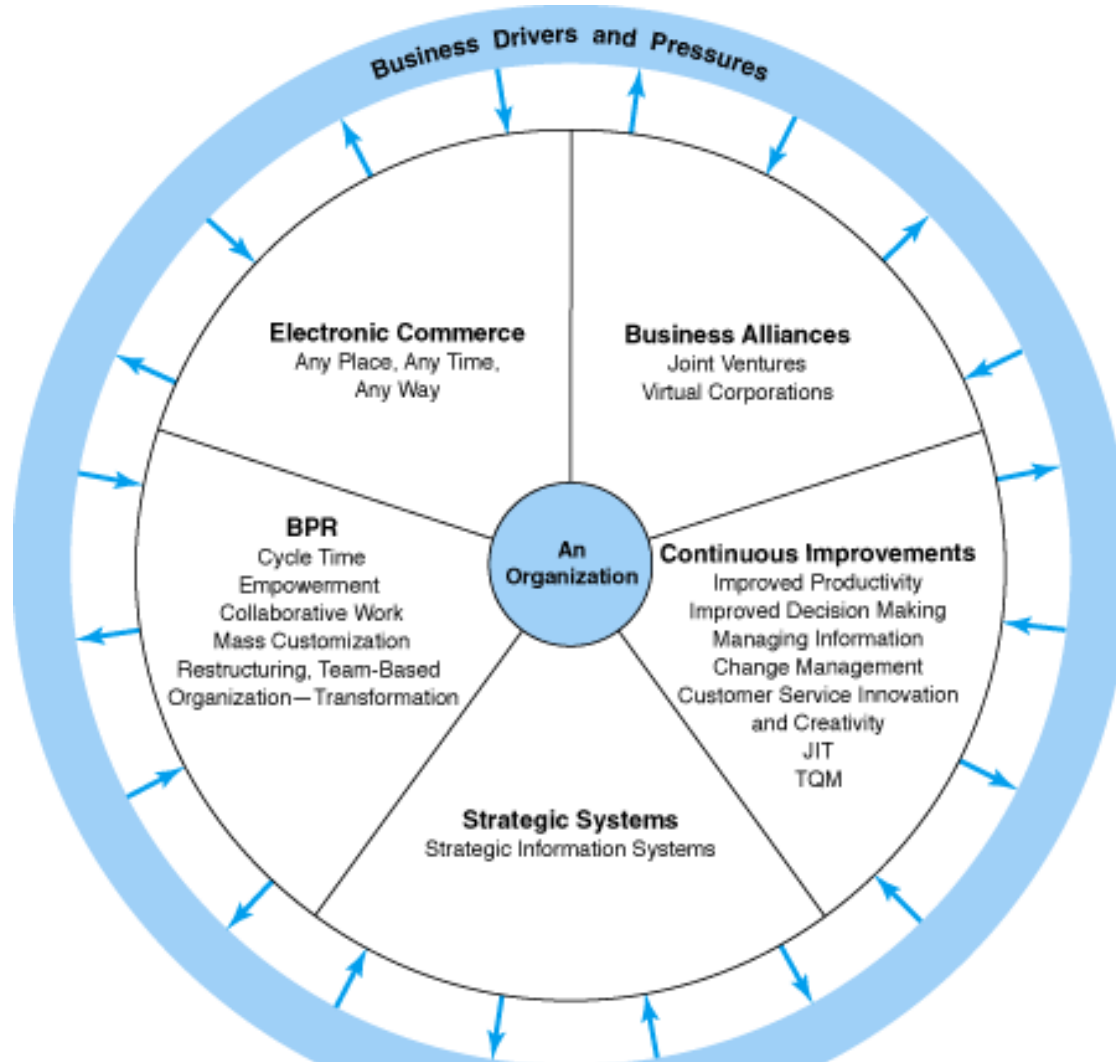 Business Drivers and Pressures
Electronic Commerce
Any Place, Any Time,
Any Way
Business Alliances
Joint Ventures
Virtual Corporations
BPR
Cycle Time
Empowerment
Collaborative Work
Mass Customization
Restructuring, Team-Based
Organization—Transformation
An
Organization
Continuous Improvements
Improved Productivity
Improved Decision Making
Managing Information
Change Management
Customer Service Innovation
and Creativity
JIT
TQM
Strategic Systems
Strategic Information Systems